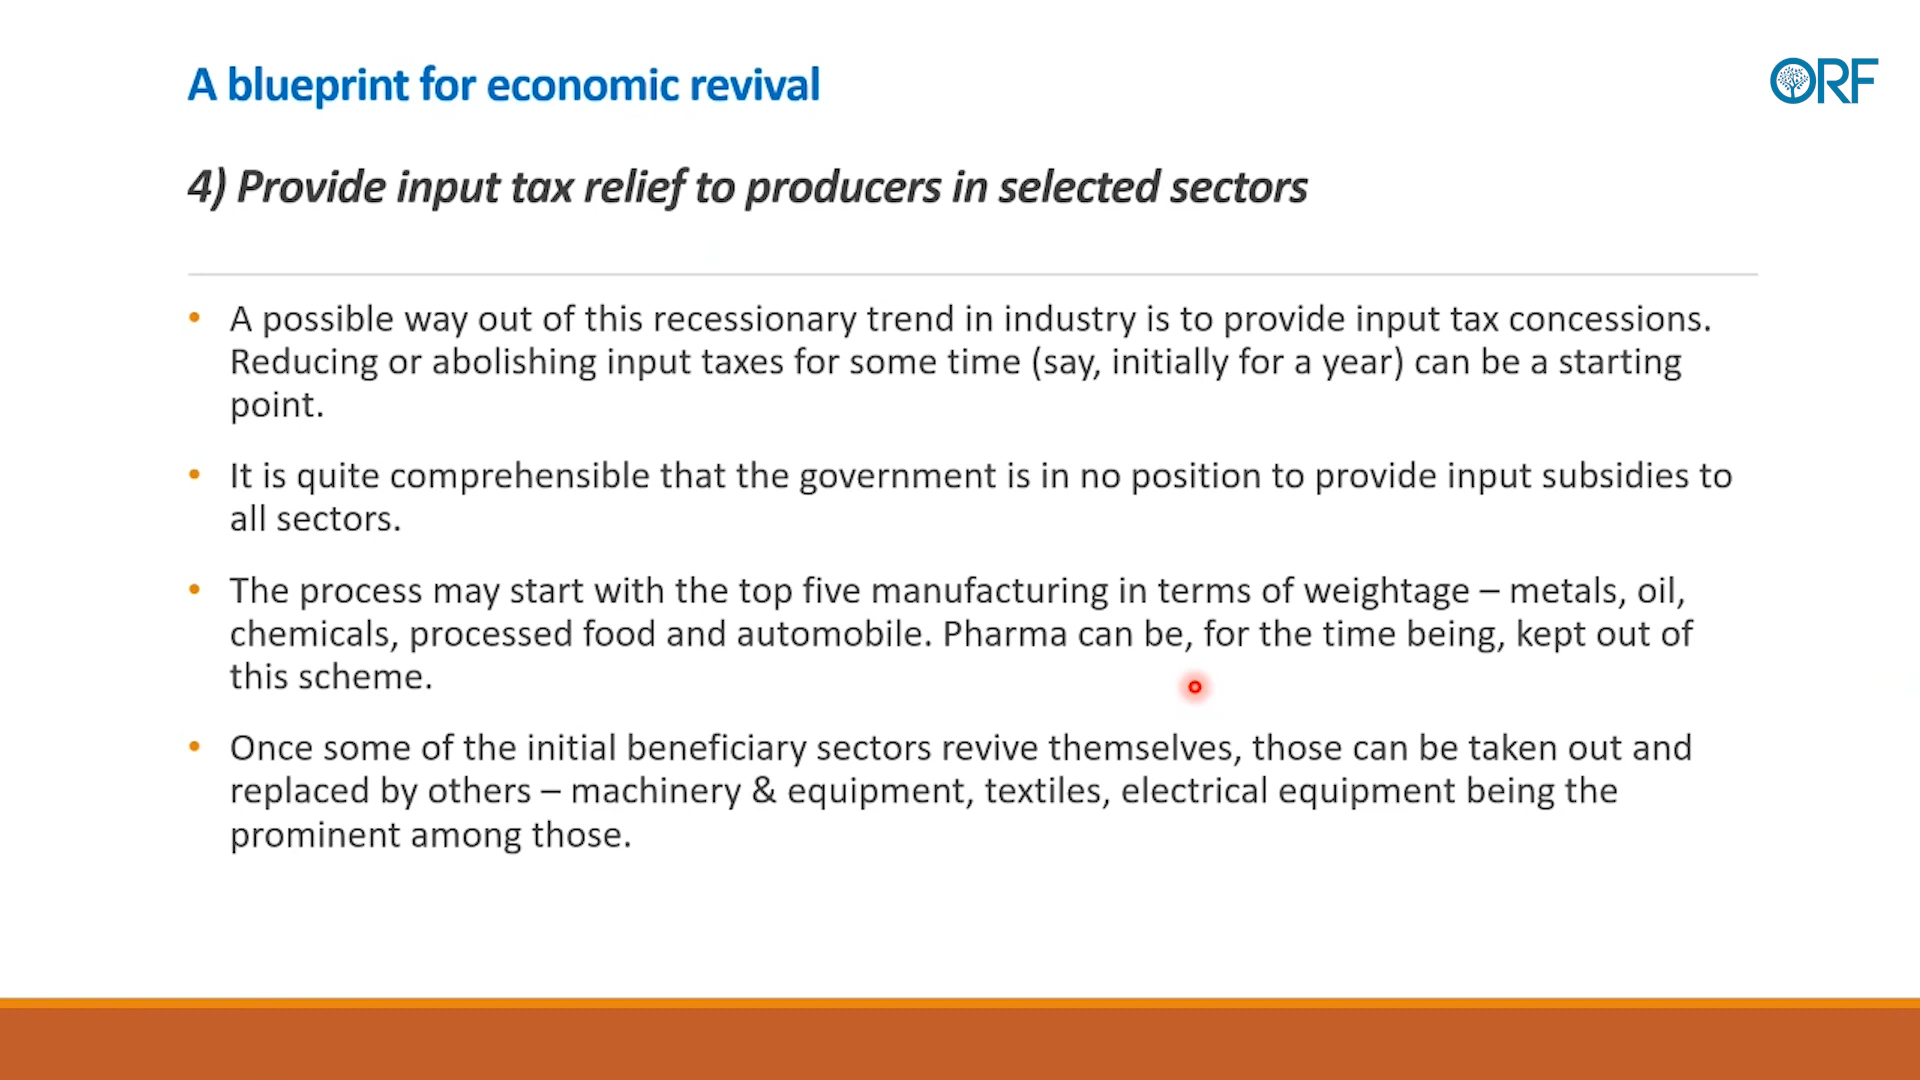 A blueprint for economic revival
ORF
4) Provide input tax relief to producers in selected sectors
• A possible way out of this recessionary trend in industry is to provide input tax concessions.
Reducing or abolishing input taxes for some time (say, initially for a year) can be a starting
point.
• It is quite comprehensible that the government is in no position to provide input subsidies to
all sectors.
• The process may start with the top five manufacturing in terms of weightage – metals, oil,
chemicals, processed food and automobile. Pharma can be, for the time being, kept out of
this scheme.
• Once some of the initial beneficiary sectors revive themselves, those can be taken out and
replaced by others – machinery & equipment, textiles, electrical equipment being the
prominent among those.